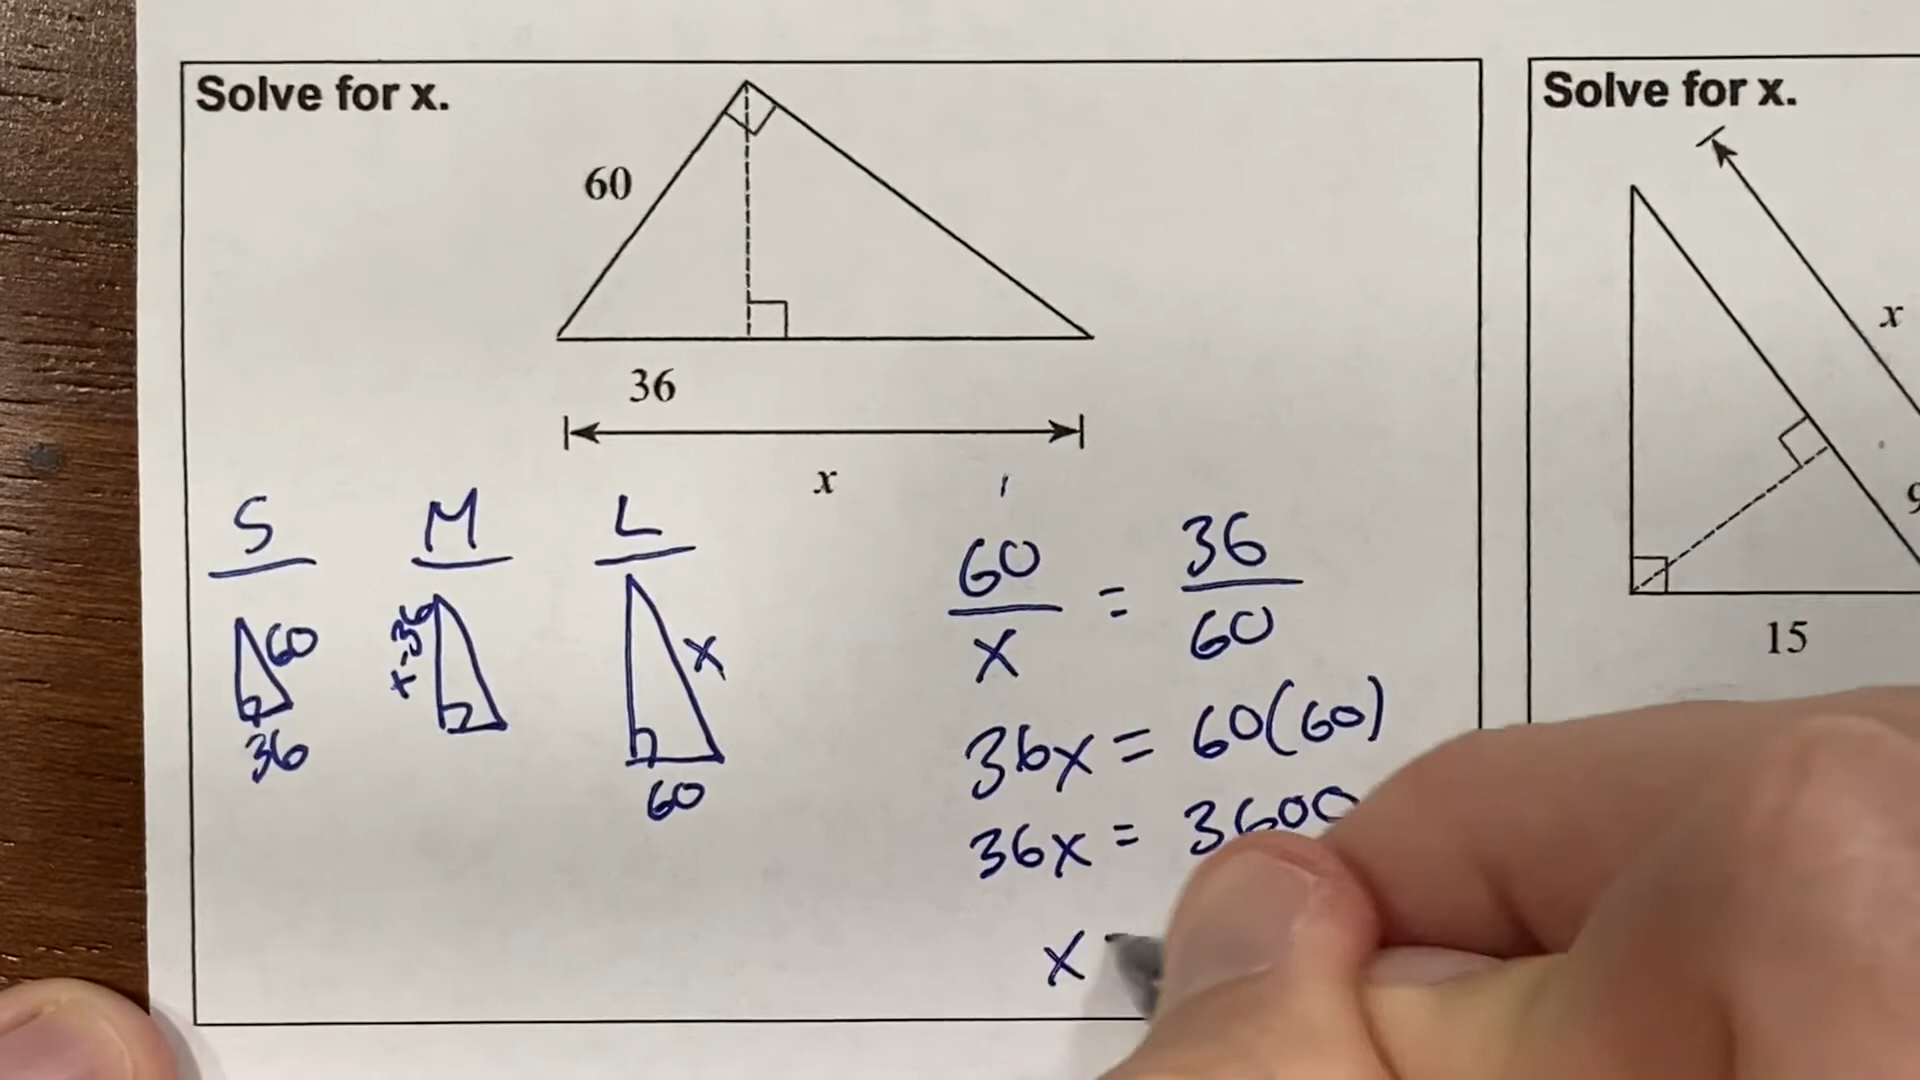 Solve for x.
60
36
x
S M L
60
x-36
x
36
60
60/x = 36/60
36x = 60(60)
36x = 3600
x
Solve for x.
x
9
15